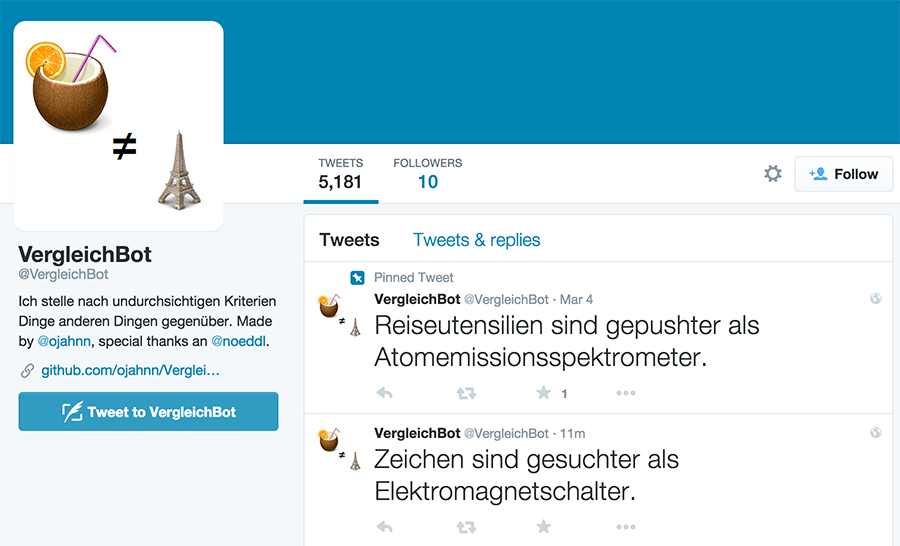 ≠
TWEETS
5,181
FOLLOWERS
10
Follow
VergleichBot
@VergleichBot
Ich stelle nach undurchsichtigen Kriterien
Dinge anderen Dingen gegenüber. Made
by @ojahnn, special thanks an @noeddl.
github.com/ojahnn/Verglei…
Tweet to VergleichBot
Tweets
Tweets & replies
Pinned Tweet
VergleichBot @VergleichBot · Mar 4
≠
Reiseutensilien sind gepushter als
Atomemissionsspektrometer.
1
VergleichBot @VergleichBot · 11m
≠
Zeichen sind gesuchter als
Elektromagnetschalter.